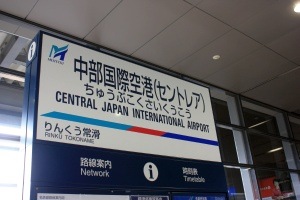 MEITETSU
中部国際空港(セントレア)
ちゅうぶこくさいくうこう
CENTRAL JAPAN INTERNATIONAL AIRPORT
りんくう常滑
RINKU TOKONAME
路線案内
Network
i
時刻表
Timetable